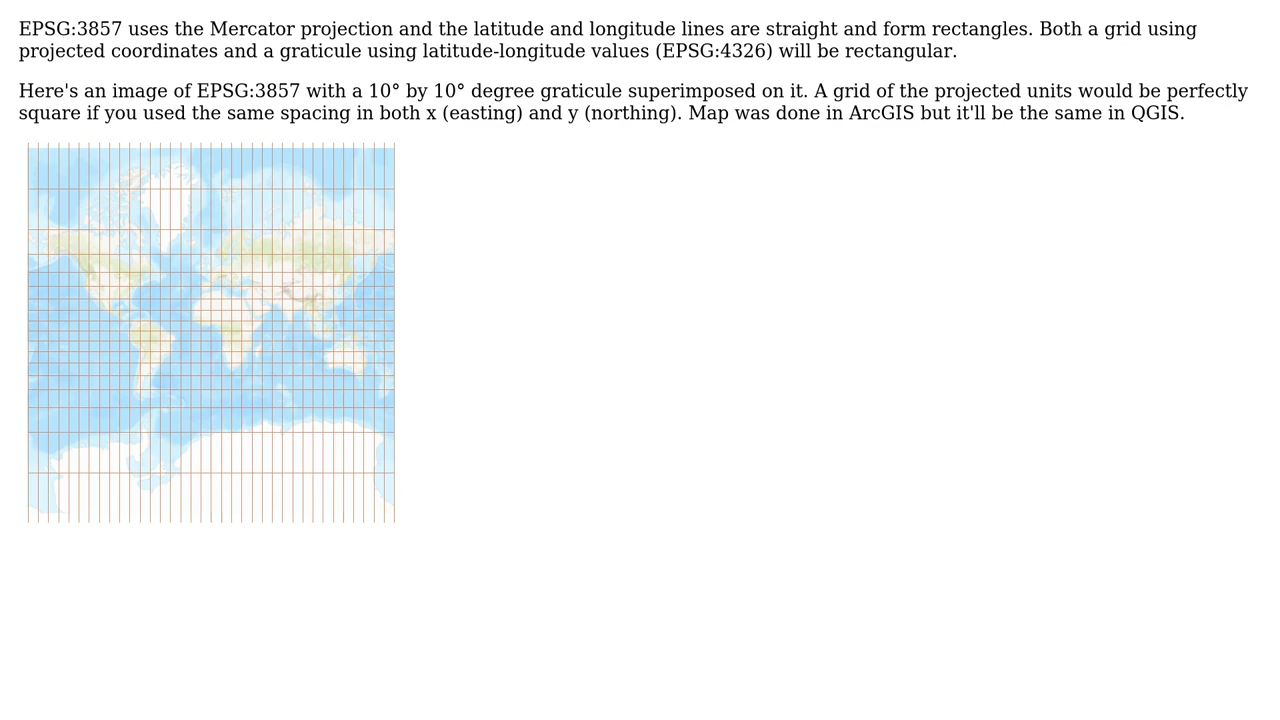 EPSG:3857 uses the Mercator projection and the latitude and longitude lines are straight and form rectangles. Both a grid using
projected coordinates and a graticule using latitude-longitude values (EPSG:4326) will be rectangular.
Here's an image of EPSG:3857 with a 10° by 10° degree graticule superimposed on it. A grid of the projected units would be perfectly
square if you used the same spacing in both x (easting) and y (northing). Map was done in ArcGIS but it'll be the same in QGIS.